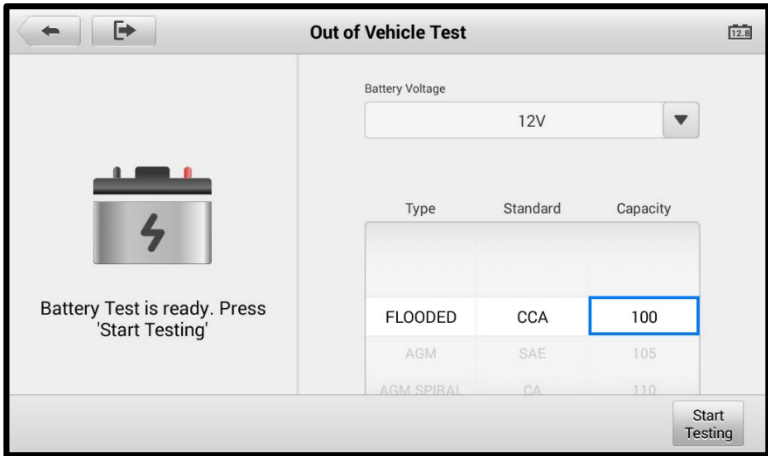 Out of Vehicle Test
12.8
Battery Voltage
12V
Type Standard Capacity
FLOODED CCA 100
AGM SAE 105
AGM SPIRAL CA 110
Battery Test is ready. Press
'Start Testing'
Start
Testing